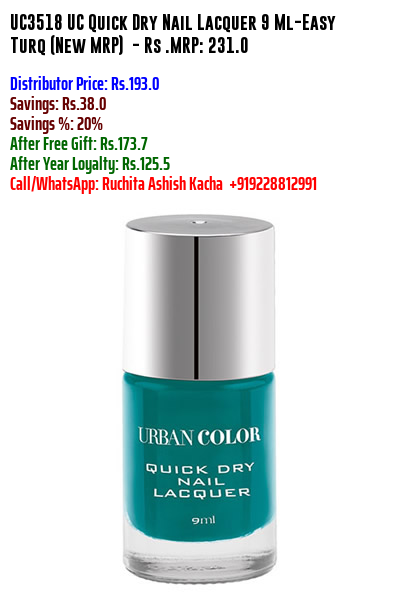 UC3518 UC Quick Dry Nail Lacquer 9 Ml-Easy
Turq (New MRP) - Rs .MRP: 231.0
Distributor Price: Rs.193.0
Savings: Rs.38.0
Savings %: 20%
After Free Gift: Rs.173.7
After Year Loyalty: Rs.125.5
Call/WhatsApp: Ruchita Ashish Kacha +919228812991
URBAN COLOR
QUICK DRY
NAIL
LACQUER
9ml